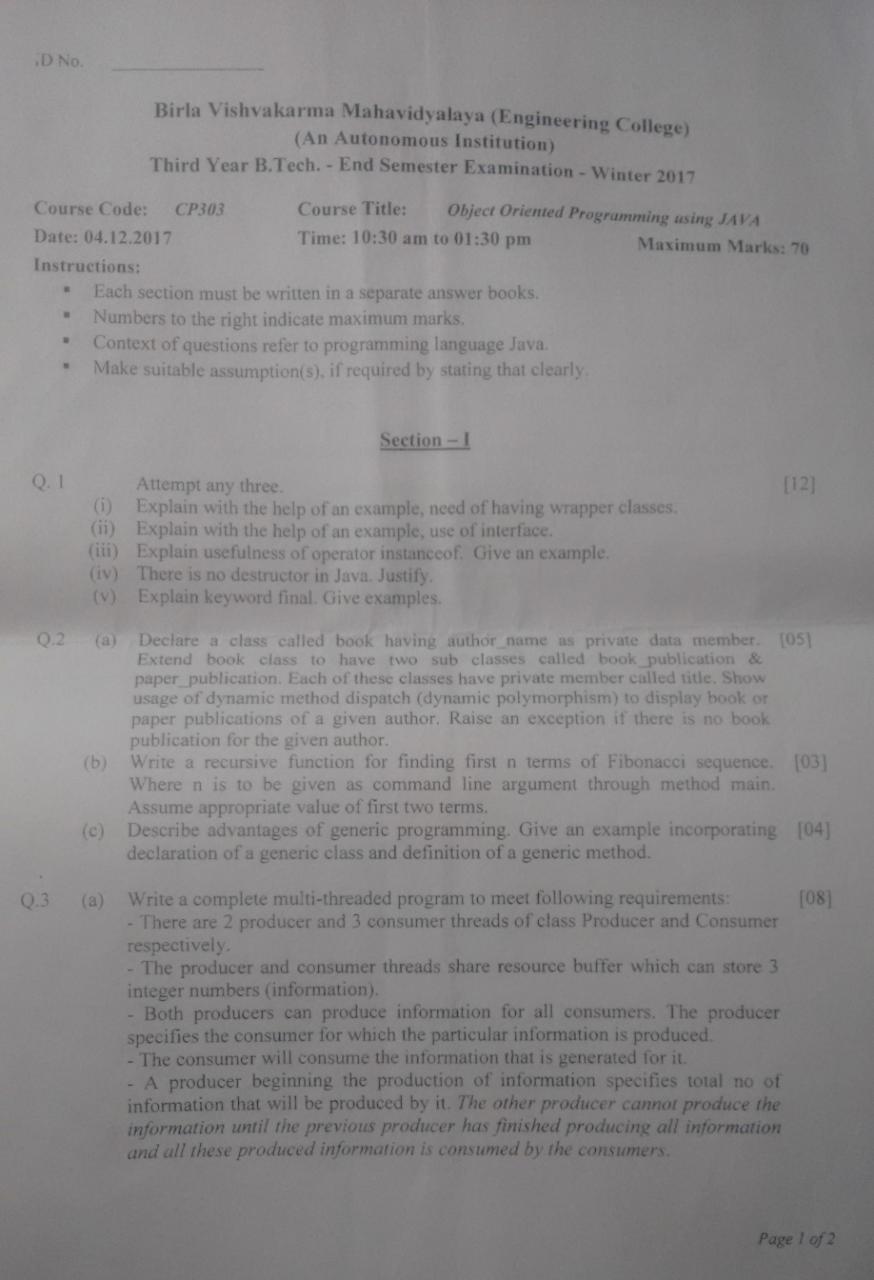 ID No. ____________
Birla Vishvakarma Mahavidyalaya (Engineering College)
(An Autonomous Institution)
Third Year B.Tech. - End Semester Examination - Winter 2017
Course Code: CP303 Course Title: Object Oriented Programming using JAVA
Date: 04.12.2017 Time: 10:30 am to 01:30 pm Maximum Marks: 70
Instructions:
▪ Each section must be written in a separate answer books.
▪ Numbers to the right indicate maximum marks.
▪ Context of questions refer to programming language Java.
▪ Make suitable assumption(s), if required by stating that clearly.
Section – I
Q. 1 Attempt any three. [12]
(i) Explain with the help of an example, need of having wrapper classes.
(ii) Explain with the help of an example, use of interface.
(iii) Explain usefulness of operator instanceof. Give an example.
(iv) There is no destructor in Java. Justify.
(v) Explain keyword final. Give examples.
Q.2 (a) Declare a class called book having author_name as private data member. [05]
Extend book class to have two sub classes called book_publication &
paper_publication. Each of these classes have private member called title. Show
usage of dynamic method dispatch (dynamic polymorphism) to display book or
paper publications of a given author. Raise an exception if there is no book
publication for the given author.
(b) Write a recursive function for finding first n terms of Fibonacci sequence. [03]
Where n is to be given as command line argument through method main.
Assume appropriate value of first two terms.
(c) Describe advantages of generic programming. Give an example incorporating [04]
declaration of a generic class and definition of a generic method.
Q.3 (a) Write a complete multi-threaded program to meet following requirements: [08]
- There are 2 producer and 3 consumer threads of class Producer and Consumer
respectively.
- The producer and consumer threads share resource buffer which can store 3
integer numbers (information).
- Both producers can produce information for all consumers. The producer
specifies the consumer for which the particular information is produced.
- The consumer will consume the information that is generated for it.
- A producer beginning the production of information specifies total no of
information that will be produced by it. The other producer cannot produce the
information until the previous producer has finished producing all information
and all these produced information is consumed by the consumers.
Page 1 of 2